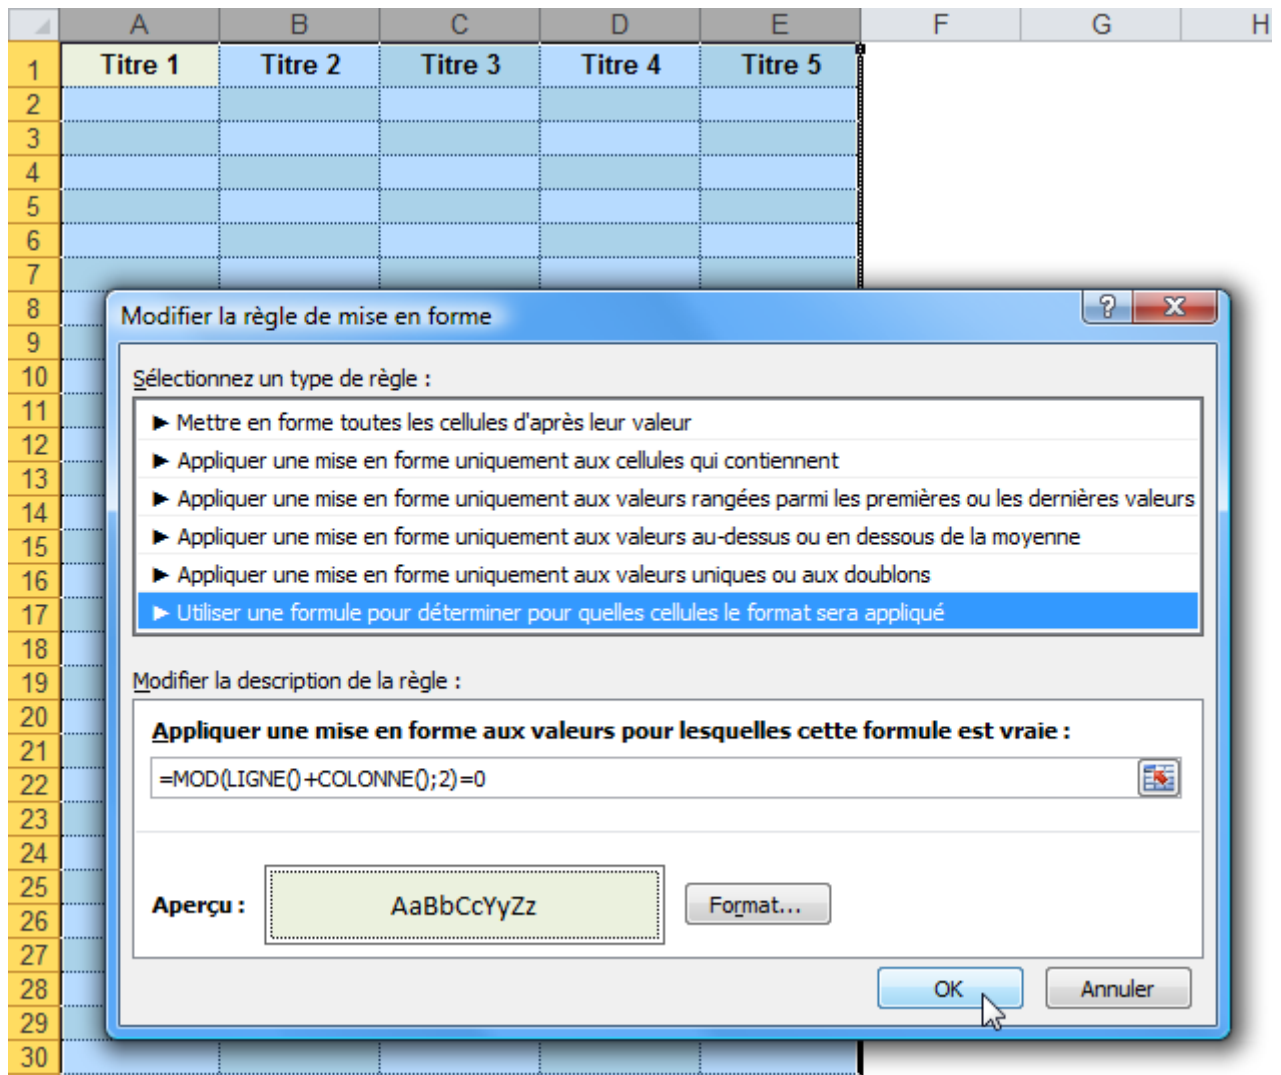 A B C D E F G H
1 Titre 1 Titre 2 Titre 3 Titre 4 Titre 5
2
3
4
5
6
7
8
9
10
11
12
13
14
15
16
17
18
19
20
21
22
23
24
25
26
27
28
29
30
Modifier la règle de mise en forme
?
X
Sélectionnez un type de règle :
► Mettre en forme toutes les cellules d'après leur valeur
► Appliquer une mise en forme uniquement aux cellules qui contiennent
► Appliquer une mise en forme uniquement aux valeurs rangées parmi les premières ou les dernières valeurs
► Appliquer une mise en forme uniquement aux valeurs au-dessus ou en dessous de la moyenne
► Appliquer une mise en forme uniquement aux valeurs uniques ou aux doublons
► Utiliser une formule pour déterminer pour quelles cellules le format sera appliqué
Modifier la description de la règle :
Appliquer une mise en forme aux valeurs pour lesquelles cette formule est vraie :
=MOD(LIGNE()+COLONNE();2)=0
Aperçu : AaBbCcYyZz Format...
OK Annuler